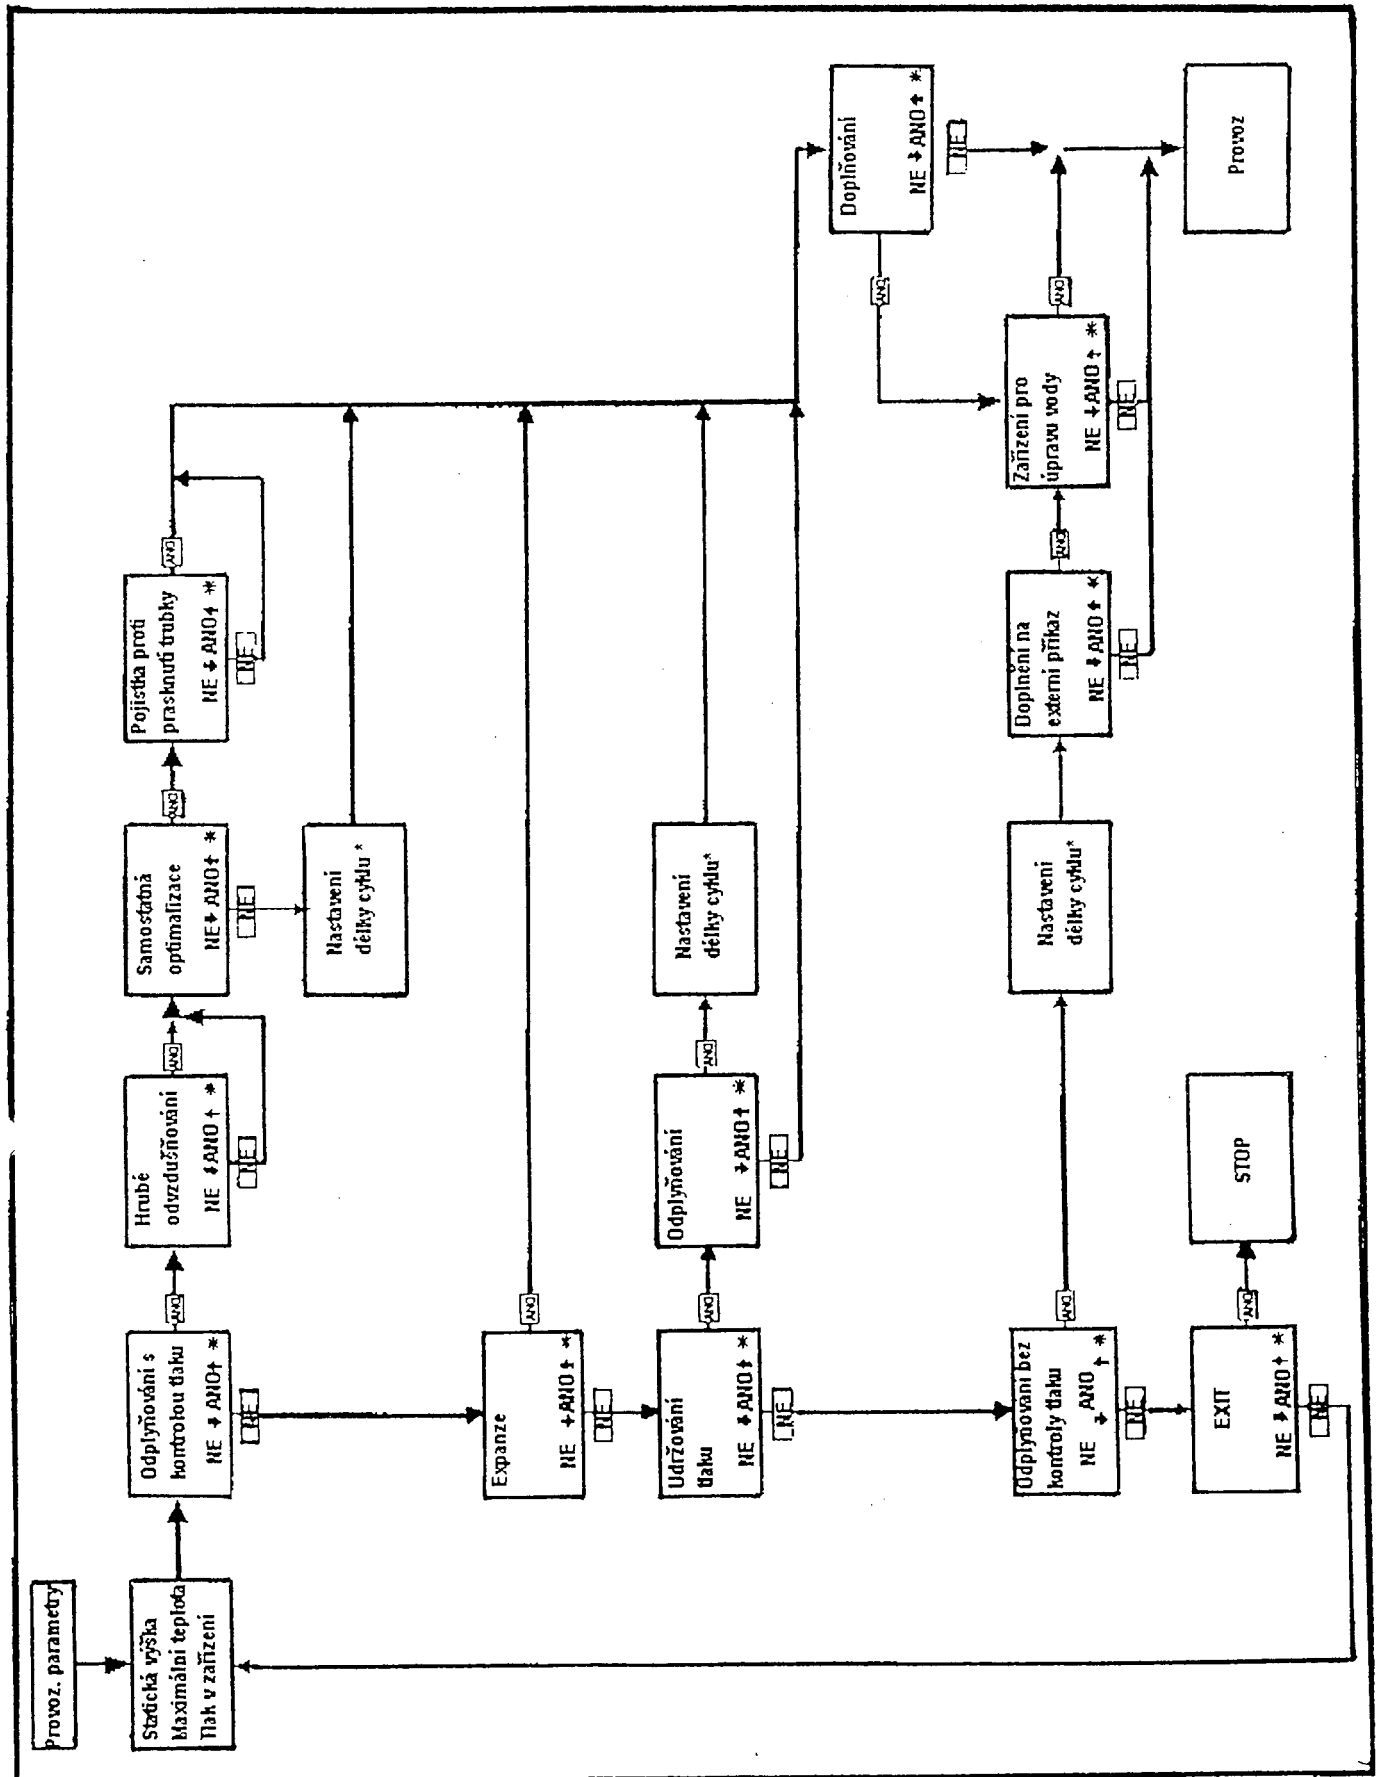 Provoz. parametry
Statická výška
Maximální teplota
Tlak v zařízení
Odplyňování s
kontrolou tlaku
NE ↓ ANO↑ *
ANO
NE
Hrubé
odvzdušňování
NE ↓ANO↑ *
ANO
NE
Samostatná
optimalizace
NE↓ ANO↑ *
ANO
NE
Pojistka proti
prasknutí trubky
NE ↓ ANO↑ *
ANO
NE
Nastavení
délky cyklu*
Expanze
NE ↓ANO↑ *
ANO
NE
Udržování
tlaku
NE ↓ANO↑ *
ANO
NE
Odplyňování
NE ↓ANO↑ *
ANO
NE
Nastavení
délky cyklu*
Doplňování
NE ↓ ANO↑ *
ANO
NE
Odplyňování bez
kontroly tlaku
NE ↓ ANO ↑ *
ANO
NE
Nastavení
délky cyklu*
Doplnění na
externí příkaz
NE ↓ANO↑ *
ANO
NE
Zařízení pro
úpravu vody
NE ↓ANO↑ *
ANO
NE
EXIT
NE ↓ ANO↑ *
ANO
NE
STOP
Provoz